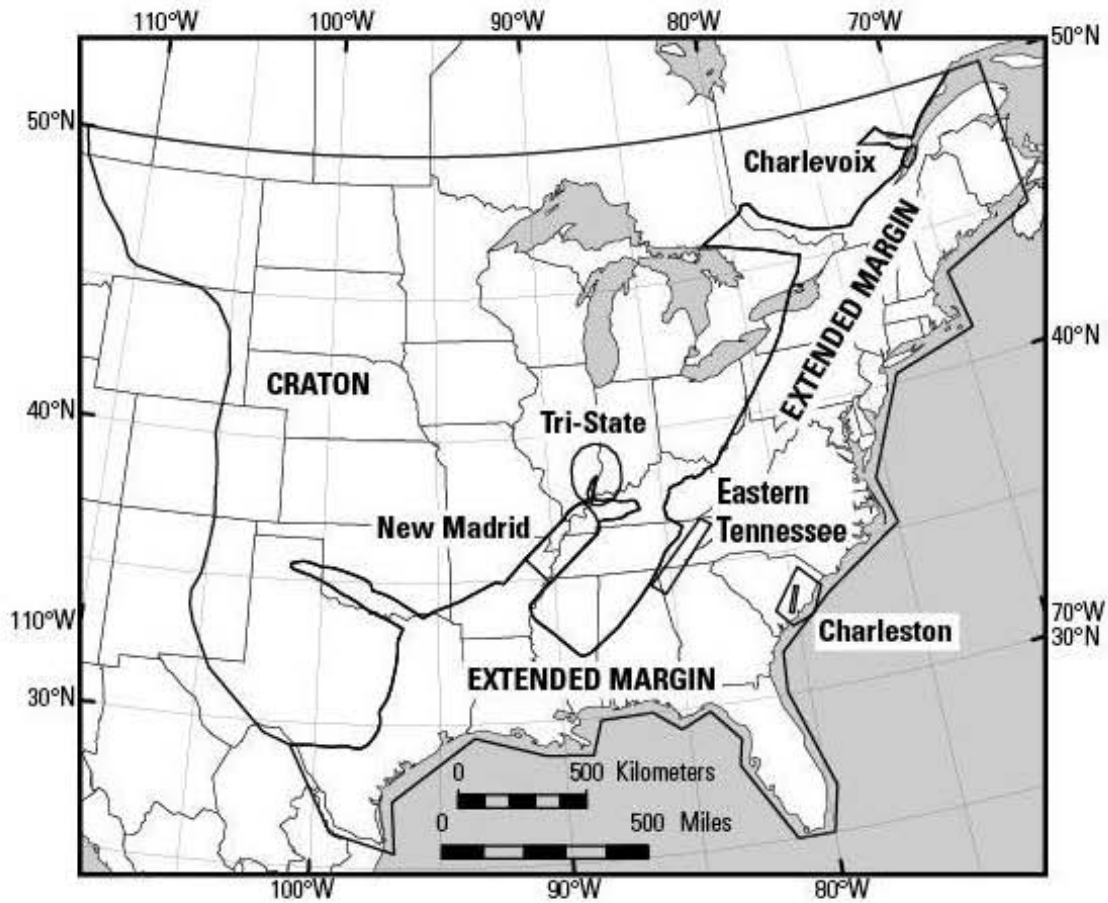 110°W 100°W 90°W 80°W 70°W
50°N
50°N
Charlevoix
EXTENDED MARGIN
40°N
CRATON
40°N
Tri-State
Eastern
Tennessee
New Madrid
110°W
70°W
30°N
Charleston
EXTENDED MARGIN
30°N
0 500 Kilometers
0 500 Miles
100°W 90°W 80°W